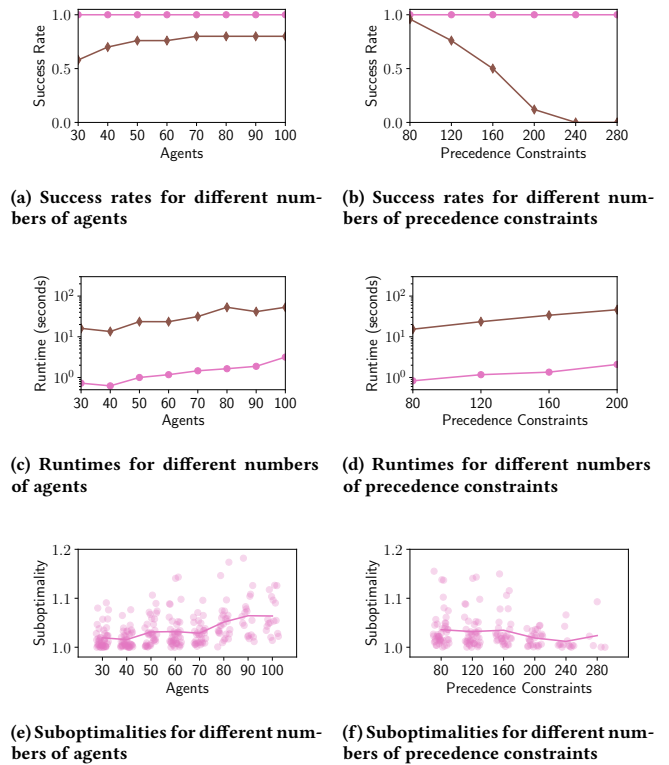 1.0
0.5
0.0
Success Rate
30 40 50 60 70 80 90 100
Agents
1.0
0.5
0.0
Success Rate
80 120 160 200 240 280
Precedence Constraints
(a) Success rates for different num-
bers of agents
(b) Success rates for different num-
bers of precedence constraints
10²
10¹
10⁰
Runtime (seconds)
30 40 50 60 70 80 90 100
Agents
10²
10¹
10⁰
Runtime (seconds)
80 120 160 200
Precedence Constraints
(c) Runtimes for different numbers
of agents
(d) Runtimes for different numbers
of precedence constraints
1.2
1.1
1.0
Suboptimality
30 40 50 60 70 80 90 100
Agents
1.2
1.1
1.0
Suboptimality
80 120 160 200 240 280
Precedence Constraints
(e) Suboptimalities for different num-
bers of agents
(f) Suboptimalities for different num-
bers of precedence constraints